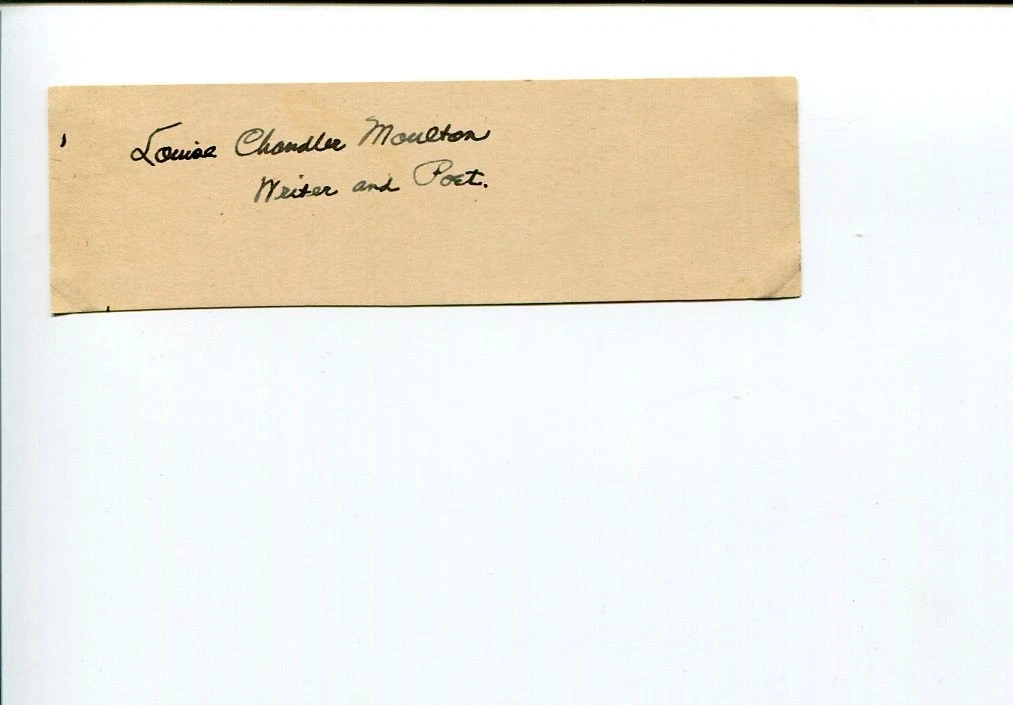 Louise Chandler Moulton
Writer and Poet.